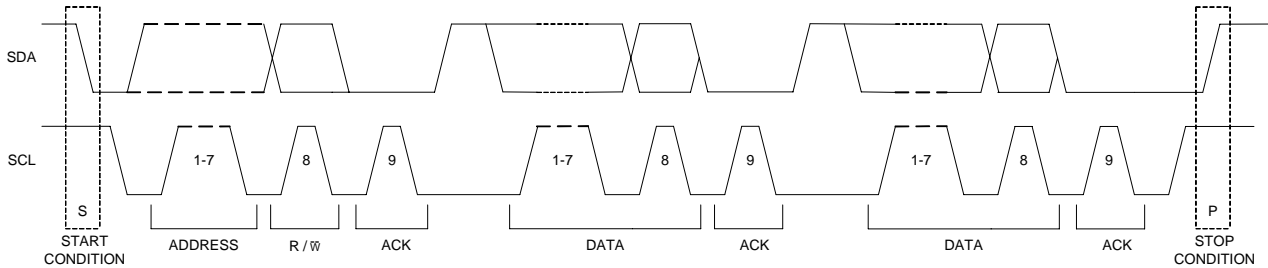 SDA
SCL
1-7
8
9
1-7
8
9
1-7
8
9
S
P
START
CONDITION
ADDRESS
R / W̅
ACK
DATA
ACK
DATA
ACK
STOP
CONDITION